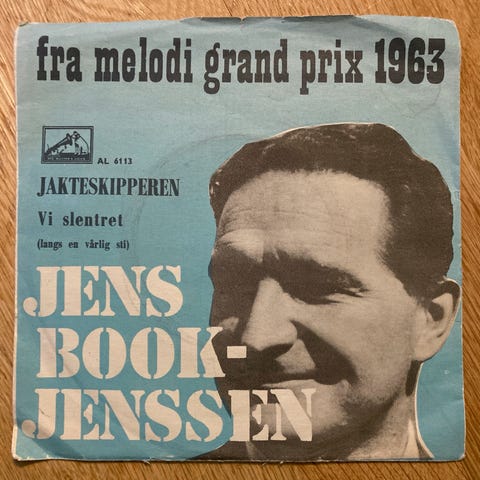 fra melodi grand prix 1963
AL 6113
JAKTESKIPPEREN
Vi slentret
(langs en vårlig sti)
JENS
BOOK-
JENSSEN